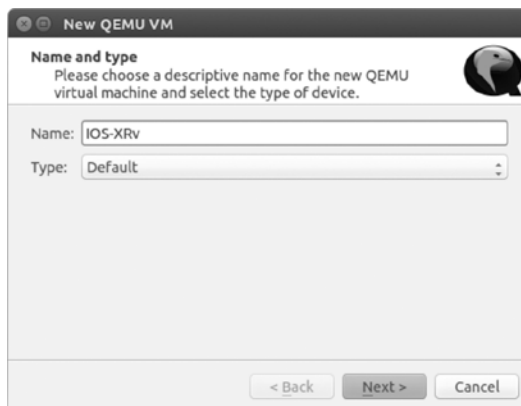 New QEMU VM
Name and type
Please choose a descriptive name for the new QEMU
virtual machine and select the type of device.
Name: IOS-XRv
Type: Default
< Back Next > Cancel